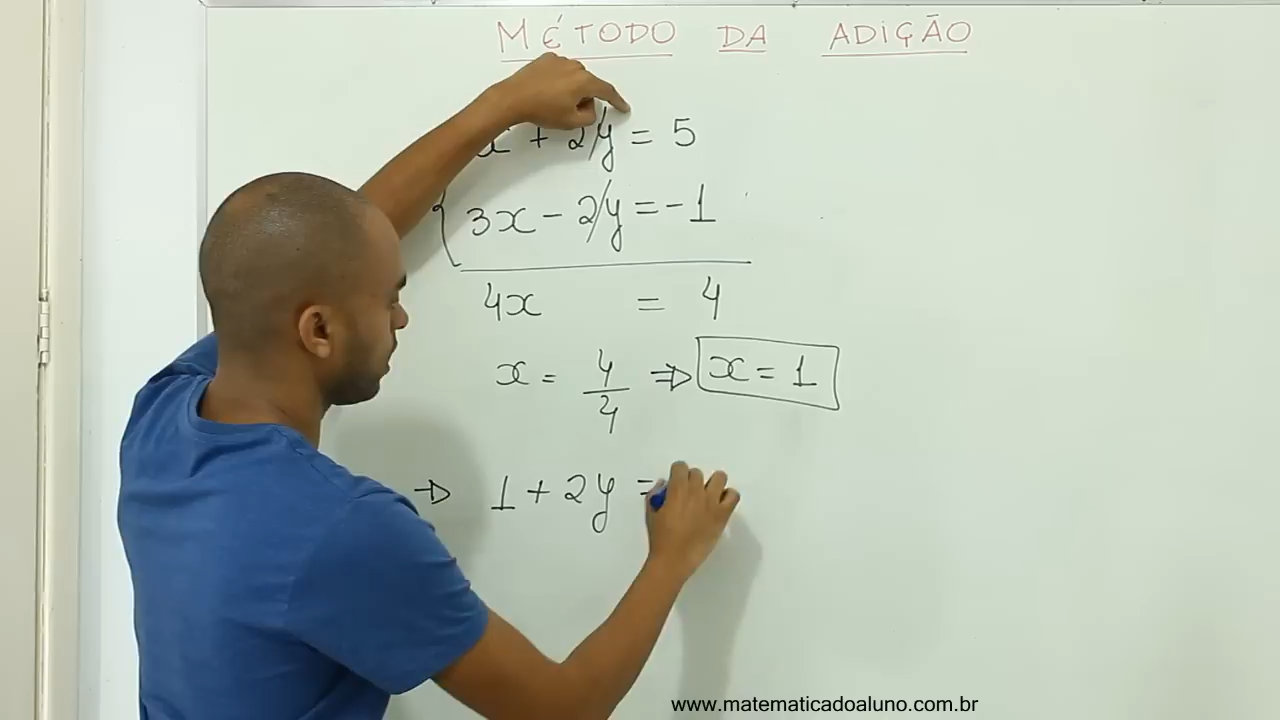 MÉTODO DA ADIÇÃO
x + 2y = 5
3x - 2y = -1
4x = 4
x = 4/4 ⇒ x = 1
⇒ 1 + 2y =
www.matematicadoaluno.com.br